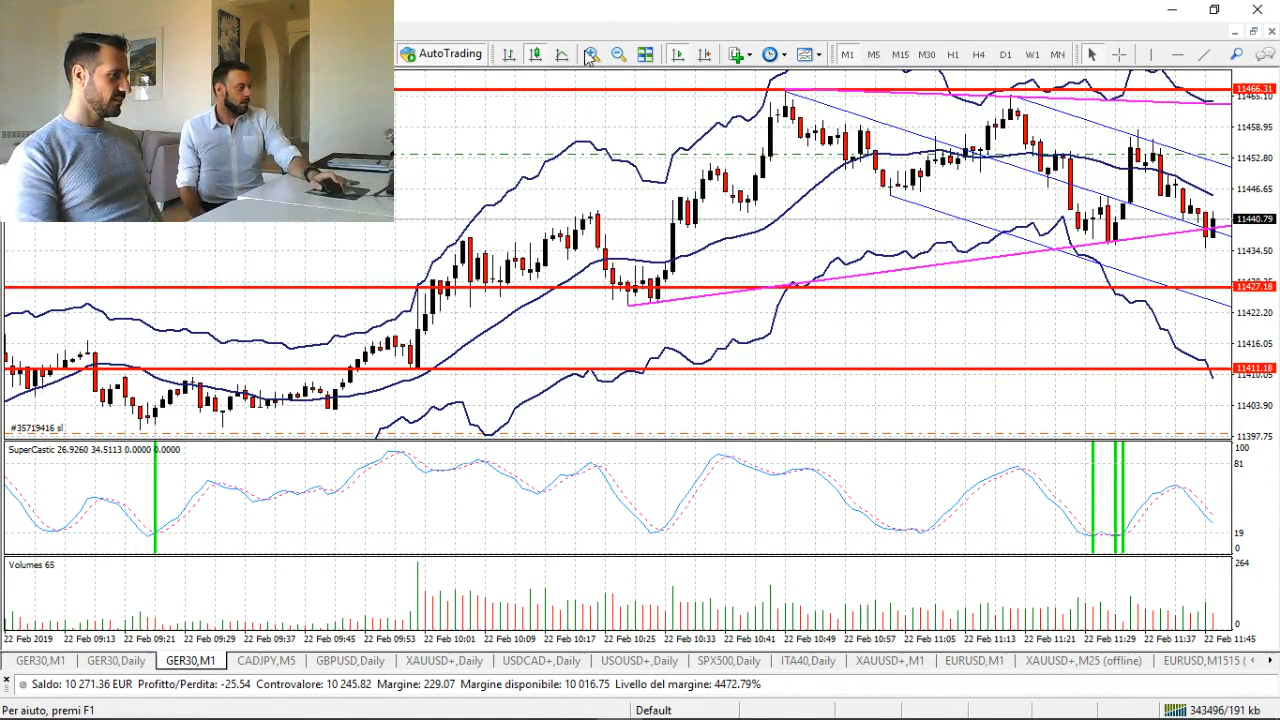 AutoTrading
M1 M5 M15 M30 H1 H4 D1 W1 MN
11466.31
11465.10
11458.95
11452.80
11446.65
11440.79
11434.50
11427.18
11422.20
11416.05
11411.18
11410.05
11403.90
11397.75
#35719416 sl
SuperCastic 26.9260 34.5113 0.0000 0.0000
100
81
19
0
Volumes 65
264
0
22 Feb 2019 22 Feb 09:13 22 Feb 09:21 22 Feb 09:29 22 Feb 09:37 22 Feb 09:45 22 Feb 09:53 22 Feb 10:01 22 Feb 10:09 22 Feb 10:17 22 Feb 10:25 22 Feb 10:33 22 Feb 10:41 22 Feb 10:49 22 Feb 10:57 22 Feb 11:05 22 Feb 11:13 22 Feb 11:21 22 Feb 11:29 22 Feb 11:37 22 Feb 11:45
GER30,M1 GER30,Daily GER30,M1 CADJPY,M5 GBPUSD,Daily XAUUSD+,Daily USDCAD+,Daily USOUSD+,Daily SPX500,Daily ITA40,Daily XAUUSD+,M1 EURUSD,M1 XAUUSD+,M25 (offline) EURUSD,M1515 (
Saldo: 10 271.36 EUR Profitto/Perdita: -25.54 Controvalore: 10 245.82 Margine: 229.07 Margine disponibile: 10 016.75 Livello del margine: 4472.79%
Per aiuto, premi F1
Default
343496/191 kb